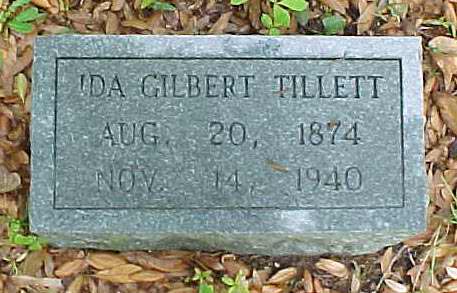 IDA GILBERT TILLETT
AUG. 20, 1874
NOV. 14, 1940